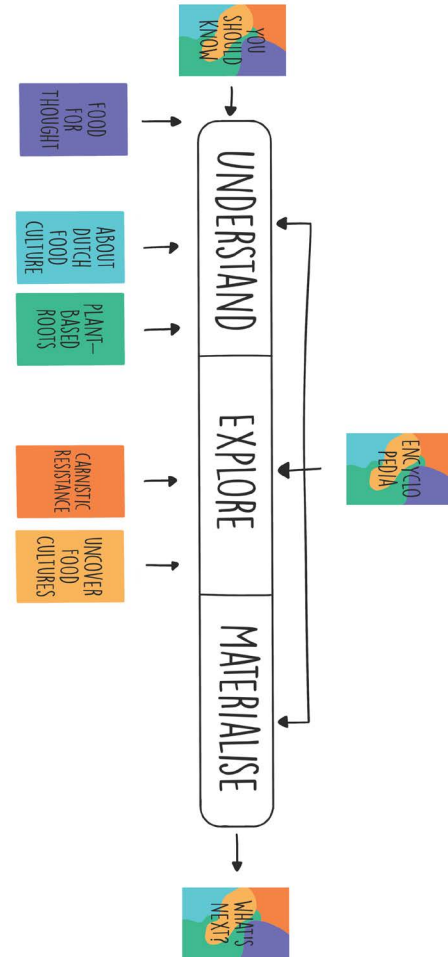 YOU
SHOULD
KNOW
UNDERSTAND
EXPLORE
MATERIALISE
WHAT'S
NEXT?
ENCYCLO
PEDIA
FOOD
FOR
THOUGHT
ABOUT
DUTCH
FOOD
CULTURE
PLANT-
BASED
ROOTS
CARNISTIC
RESISTANCE
UNCOVER
FOOD
CULTURES